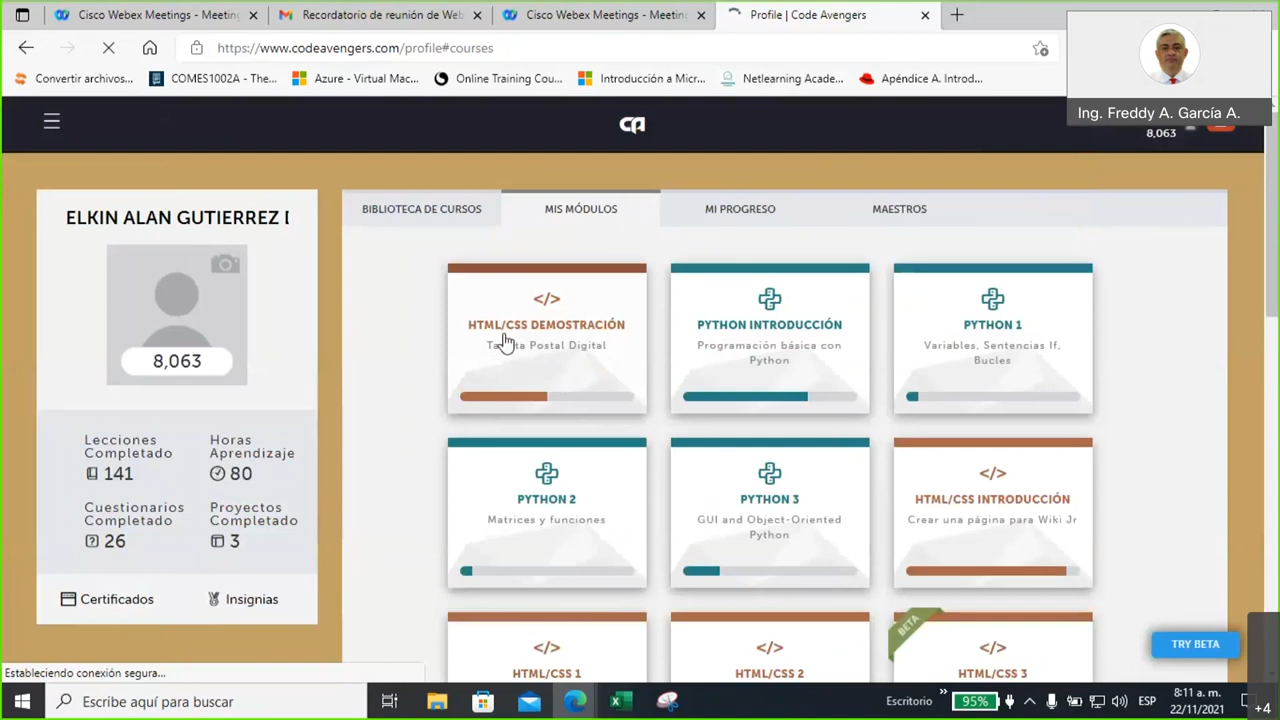 Cisco Webex Meetings - Meeting
Recordatorio de reunión de Web
Cisco Webex Meetings - Meeting
Profile | Code Avengers
https://www.codeavengers.com/profile#courses
Convertir archivos...
COMES1002A - The...
Azure - Virtual Mac...
Online Training Cou...
Introducción a Micr...
Netlearning Acade...
Apéndice A. Introd...
Ing. Freddy A. García A.
8,063
ELKIN ALAN GUTIERREZ
8,063
Lecciones Completado
141
Horas Aprendizaje
80
Cuestionarios Completado
26
Proyectos Completado
3
Certificados
Insignias
BIBLIOTECA DE CURSOS
MIS MÓDULOS
MI PROGRESO
MAESTROS
</> 
HTML/CSS DEMOSTRACIÓN
Postal Digital
PYTHON INTRODUCCIÓN
Programación básica con
Python
PYTHON 1
Variables, Sentencias If,
Bucles
PYTHON 2
Matrices y funciones
PYTHON 3
GUI and Object-Oriented
Python
</>
HTML/CSS INTRODUCCIÓN
Crear una página para Wiki Jr
</>
HTML/CSS 1
</>
HTML/CSS 2
BETA
</>
HTML/CSS 3
TRY BETA
Estableciendo conexión segura...
Escribe aquí para buscar
Escritorio
95%
ESP
8:11 a. m.
22/11/2021
+4